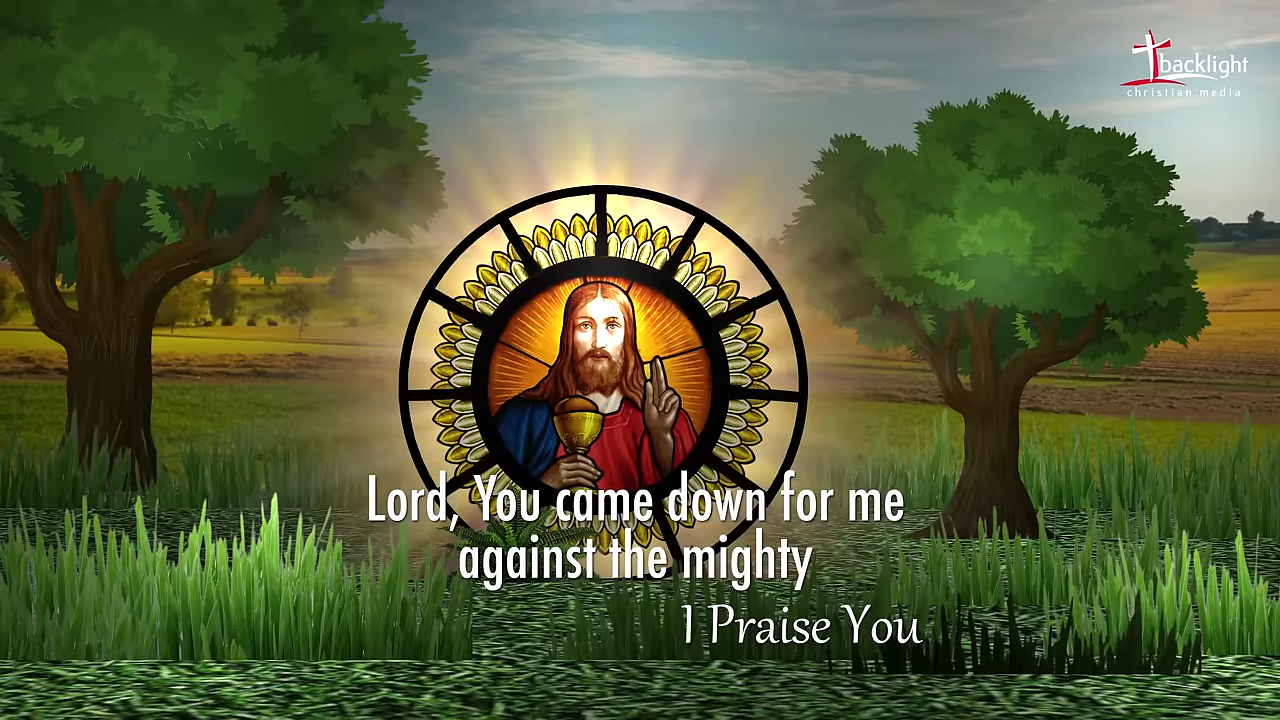 backlight
christian media
Lord, You came down for me
against the mighty
I Praise You